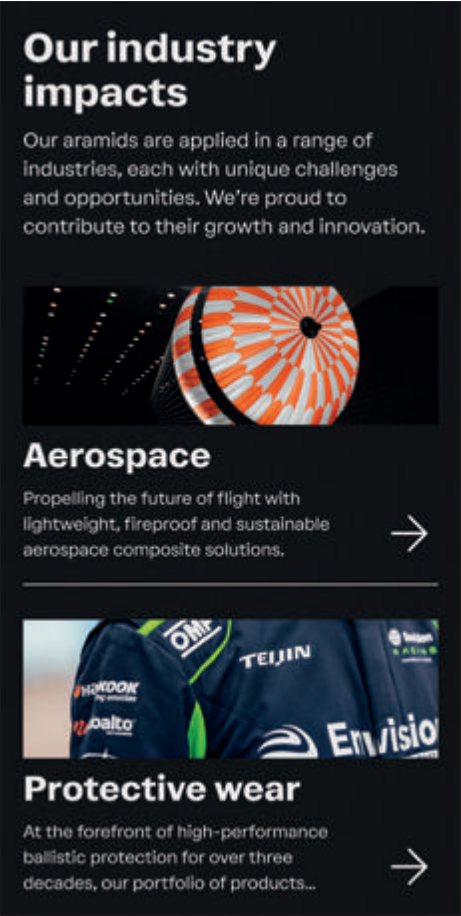 Our industry
impacts
Our aramids are applied in a range of
industries, each with unique challenges
and opportunities. We're proud to
contribute to their growth and innovation.
Aerospace
Propelling the future of flight with
lightweight, fireproof and sustainable
aerospace composite solutions.
OMP
TEIJIN
HANKOOK
Envisio
Protective wear
At the forefront of high-performance
ballistic protection for over three
decades, our portfolio of products...